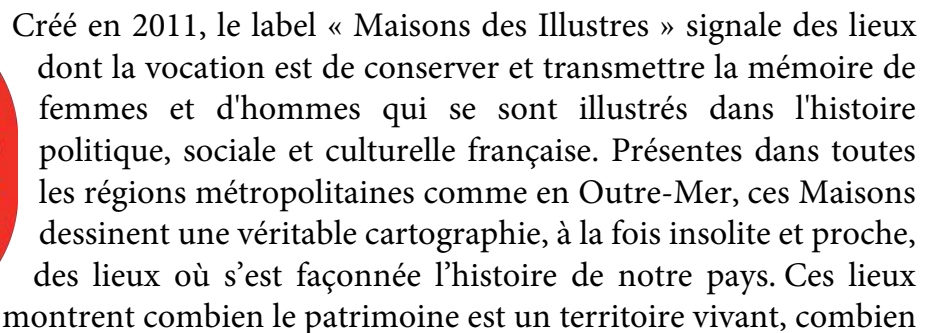 Créé en 2011, le label « Maisons des Illustres » signale des lieux
dont la vocation est de conserver et transmettre la mémoire de
femmes et d'hommes qui se sont illustrés dans l'histoire
politique, sociale et culturelle française. Présentes dans toutes
les régions métropolitaines comme en Outre-Mer, ces Maisons
dessinent une véritable cartographie, à la fois insolite et proche,
des lieux où s’est façonnée l’histoire de notre pays. Ces lieux
montrent combien le patrimoine est un territoire vivant, combien